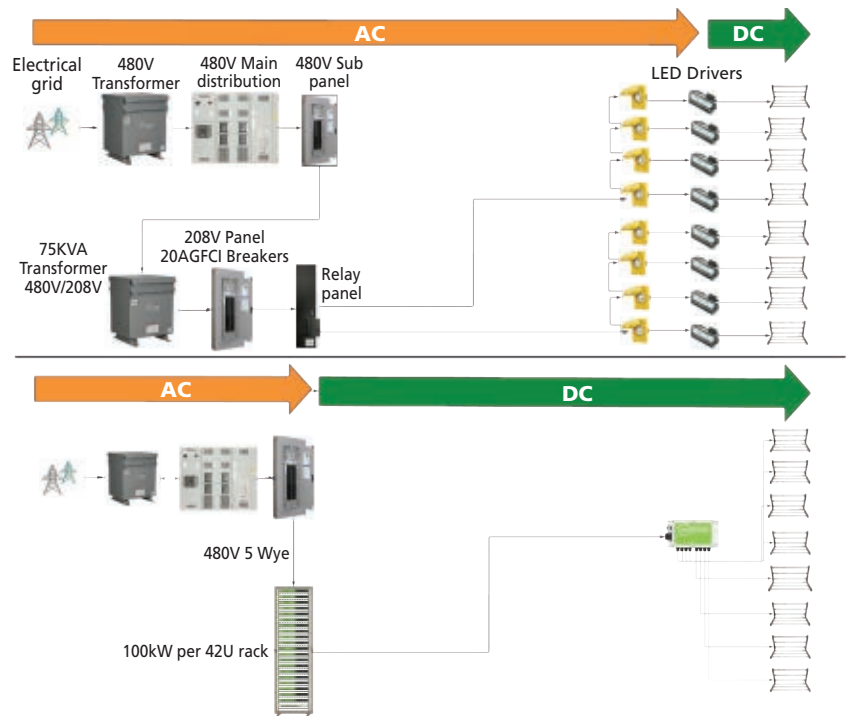 AC
DC
Electrical
grid
480V
Transformer
480V Main
distribution
480V Sub
panel
LED Drivers
75KVA
Transformer
480V/208V
208V Panel
20AGFCI Breakers
Relay
panel
AC
DC
480V 5 Wye
100kW per 42U rack